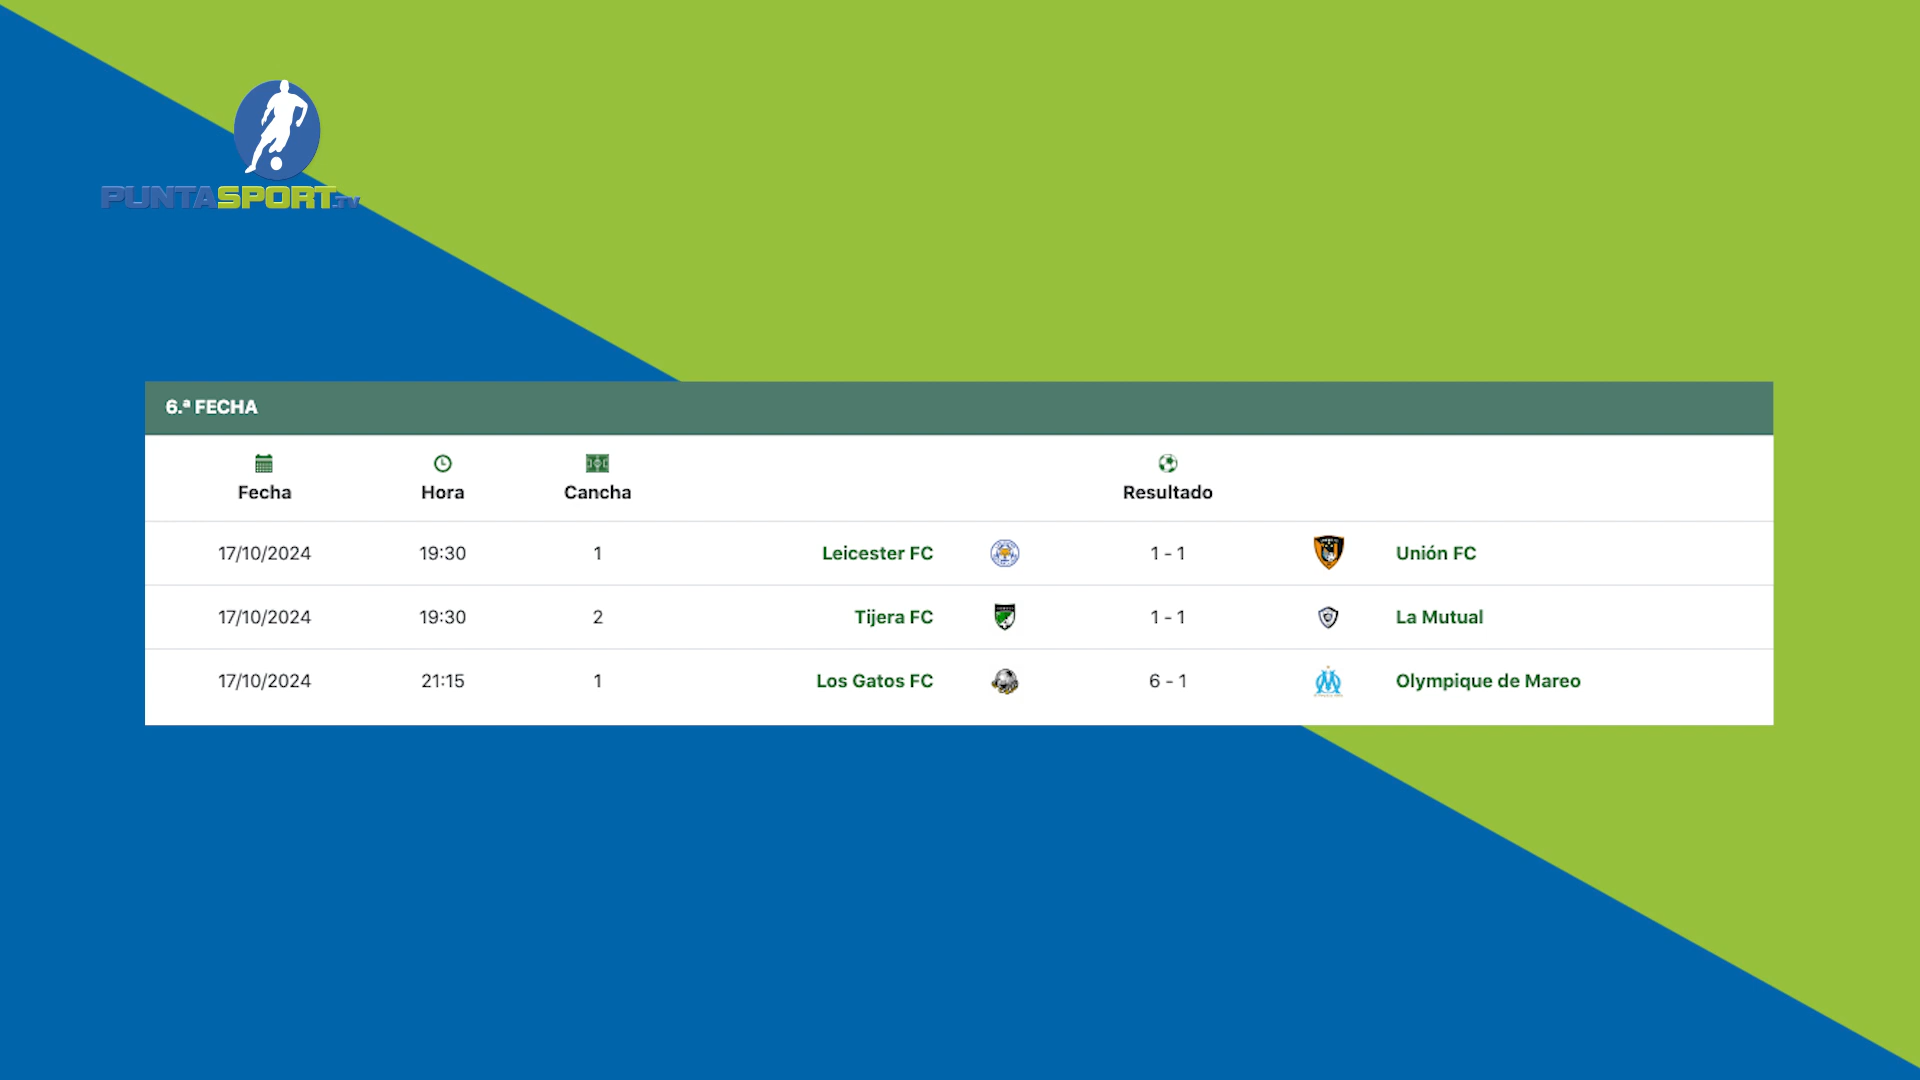 PUNTASPORT.TV
6.ª FECHA
Fecha Hora Cancha Resultado
17/10/2024 19:30 1 Leicester FC 1 - 1 Unión FC
17/10/2024 19:30 2 Tijera FC 1 - 1 La Mutual
17/10/2024 21:15 1 Los Gatos FC 6 - 1 Olympique de Mareo